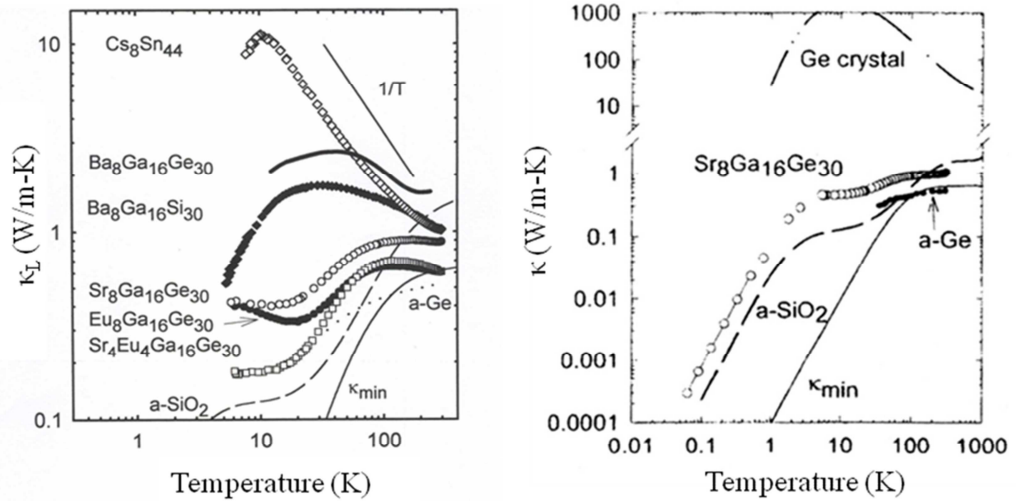 Cs₈Sn₄₄
1/T
Ba₈Ga₁₆Ge₃₀
Ba₈Ga₁₆Si₃₀
Sr₈Ga₁₆Ge₃₀
Eu₈Ga₁₆Ge₃₀
Sr₄Eu₄Ga₁₆Ge₃₀
a-Ge
a-SiO₂
κmin
κL (W/m-K)
10
1
0.1
1
10
100
Temperature (K)
1000
100
10
1
0.1
0.01
0.001
0.0001
κ (W/m-K)
Ge crystal
Sr₈Ga₁₆Ge₃₀
a-Ge
a-SiO₂
κmin
0.01
0.1
1
10
100
1000
Temperature (K)